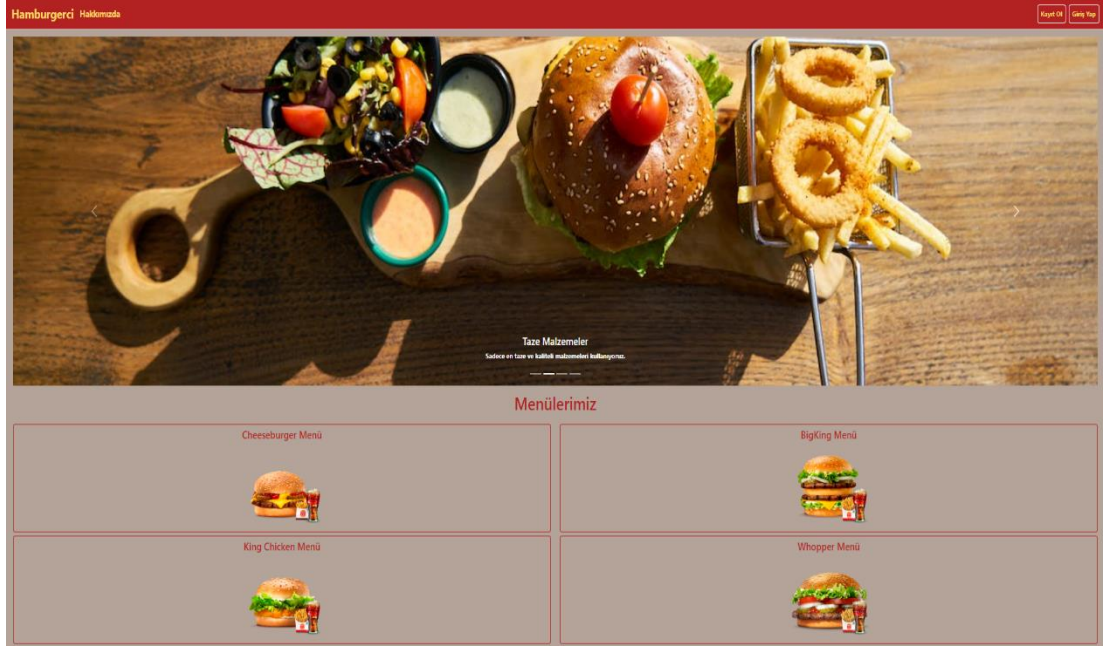 Hamburgerci Hakkımızda
Kayıt Ol Giriş Yap
Taze Malzemeler
Sadece en taze ve kaliteli malzemeleri kullanıyoruz.
Menülerimiz
Cheeseburger Menü
BigKing Menü
King Chicken Menü
Whopper Menü